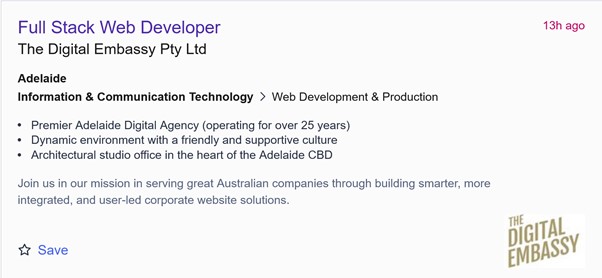 Full Stack Web Developer
13h ago
The Digital Embassy Pty Ltd
Adelaide
Information & Communication Technology > Web Development & Production
• Premier Adelaide Digital Agency (operating for over 25 years)
• Dynamic environment with a friendly and supportive culture
• Architectural studio office in the heart of the Adelaide CBD
Join us in our mission in serving great Australian companies through building smarter, more
integrated, and user-led corporate website solutions.
Save
THE
DIGITAL
EMBASSY